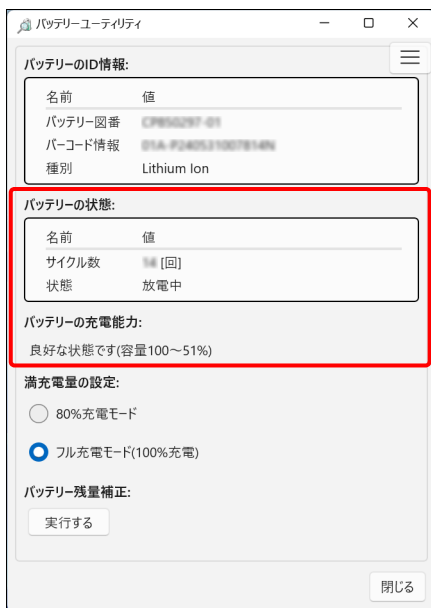 バッテリーユーティリティ
バッテリーのID情報:
名前 値
バッテリー図番
バーコード情報
種別 Lithium Ion
バッテリーの状態:
名前 値
サイクル数 [回]
状態 放電中
バッテリーの充電能力:
良好な状態です(容量100～51%)
満充電量の設定:
80%充電モード
フル充電モード(100%充電)
バッテリー残量補正:
実行する
閉じる